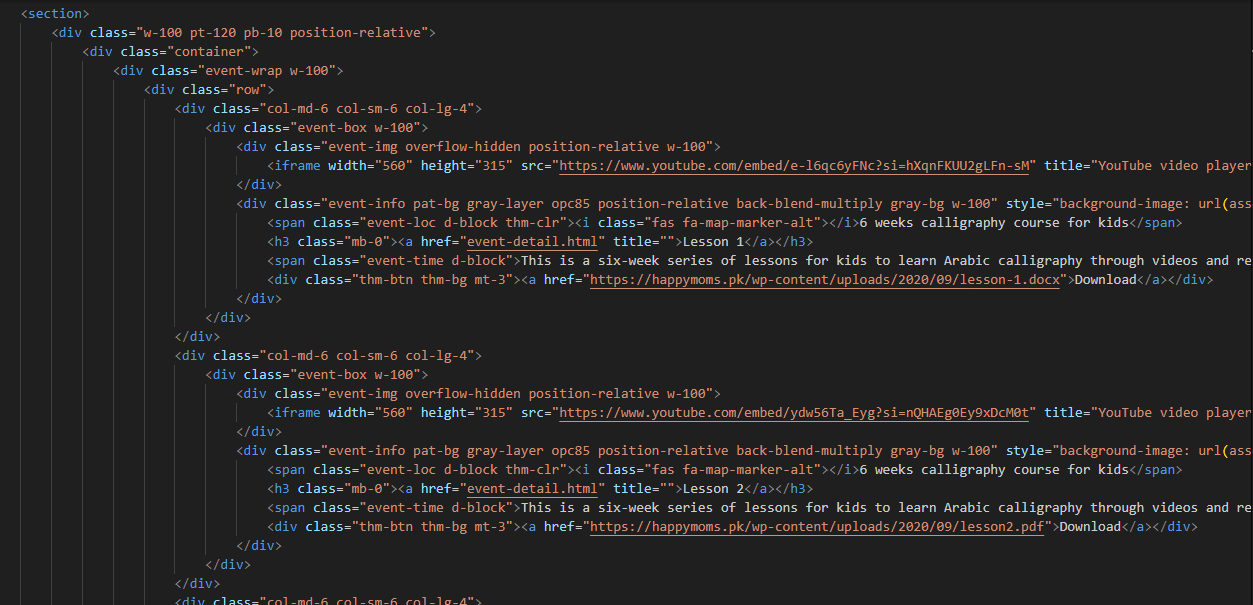 <section>
<div class="w-100 pt-120 pb-10 position-relative">
<div class="container">
<div class="event-wrap w-100">
<div class="row">
<div class="col-md-6 col-sm-6 col-lg-4">
<div class="event-box w-100">
<div class="event-img overflow-hidden position-relative w-100">
<iframe width="560" height="315" src="https://www.youtube.com/embed/e-l6qc6yFNc?si=hXqnFKUU2gLFn-sM" title="YouTube video player
</div>
<div class="event-info pat-bg gray-layer opc85 position-relative back-blend-multiply gray-bg w-100" style="background-image: url(ass
<span class="event-loc d-block thm-clr"><i class="fas fa-map-marker-alt"></i>6 weeks calligraphy course for kids</span>
<h3 class="mb-0"><a href="event-detail.html" title="">Lesson 1</a></h3>
<span class="event-time d-block">This is a six-week series of lessons for kids to learn Arabic calligraphy through videos and re
<div class="thm-btn thm-bg mt-3"><a href="https://happymoms.pk/wp-content/uploads/2020/09/lesson-1.docx">Download</a></div>
</div>
</div>
</div>
<div class="col-md-6 col-sm-6 col-lg-4">
<div class="event-box w-100">
<div class="event-img overflow-hidden position-relative w-100">
<iframe width="560" height="315" src="https://www.youtube.com/embed/ydw56Ta_Eyg?si=nQHAEg0Ey9xDcM0t" title="YouTube video player
</div>
<div class="event-info pat-bg gray-layer opc85 position-relative back-blend-multiply gray-bg w-100" style="background-image: url(ass
<span class="event-loc d-block thm-clr"><i class="fas fa-map-marker-alt"></i>6 weeks calligraphy course for kids</span>
<h3 class="mb-0"><a href="event-detail.html" title="">Lesson 2</a></h3>
<span class="event-time d-block">This is a six-week series of lessons for kids to learn Arabic calligraphy through videos and re
<div class="thm-btn thm-bg mt-3"><a href="https://happymoms.pk/wp-content/uploads/2020/09/lesson2.pdf">Download</a></div>
</div>
</div>
</div>
<div class="col-md-6 col-sm-6 col-lg-4">